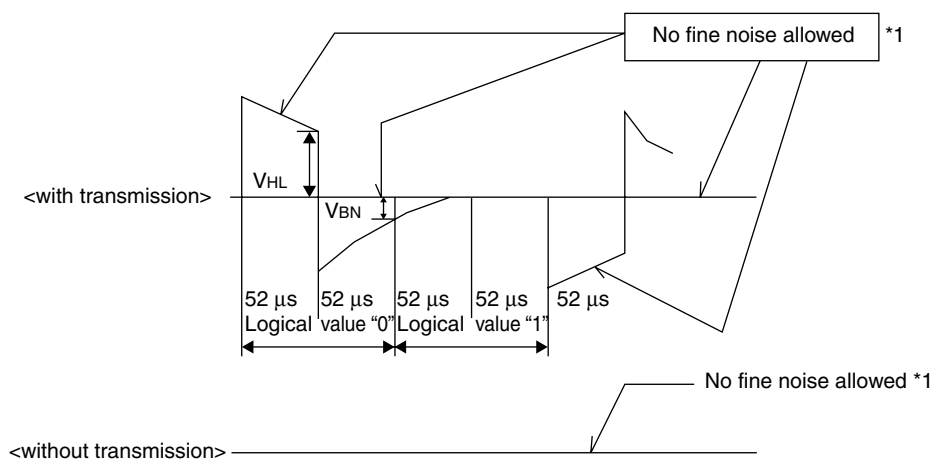 No fine noise allowed *1
VHL
<with transmission>
VBN
52 μs 52 μs 52 μs 52 μs 52 μs
Logical value “0” Logical value “1”
No fine noise allowed *1
<without transmission>